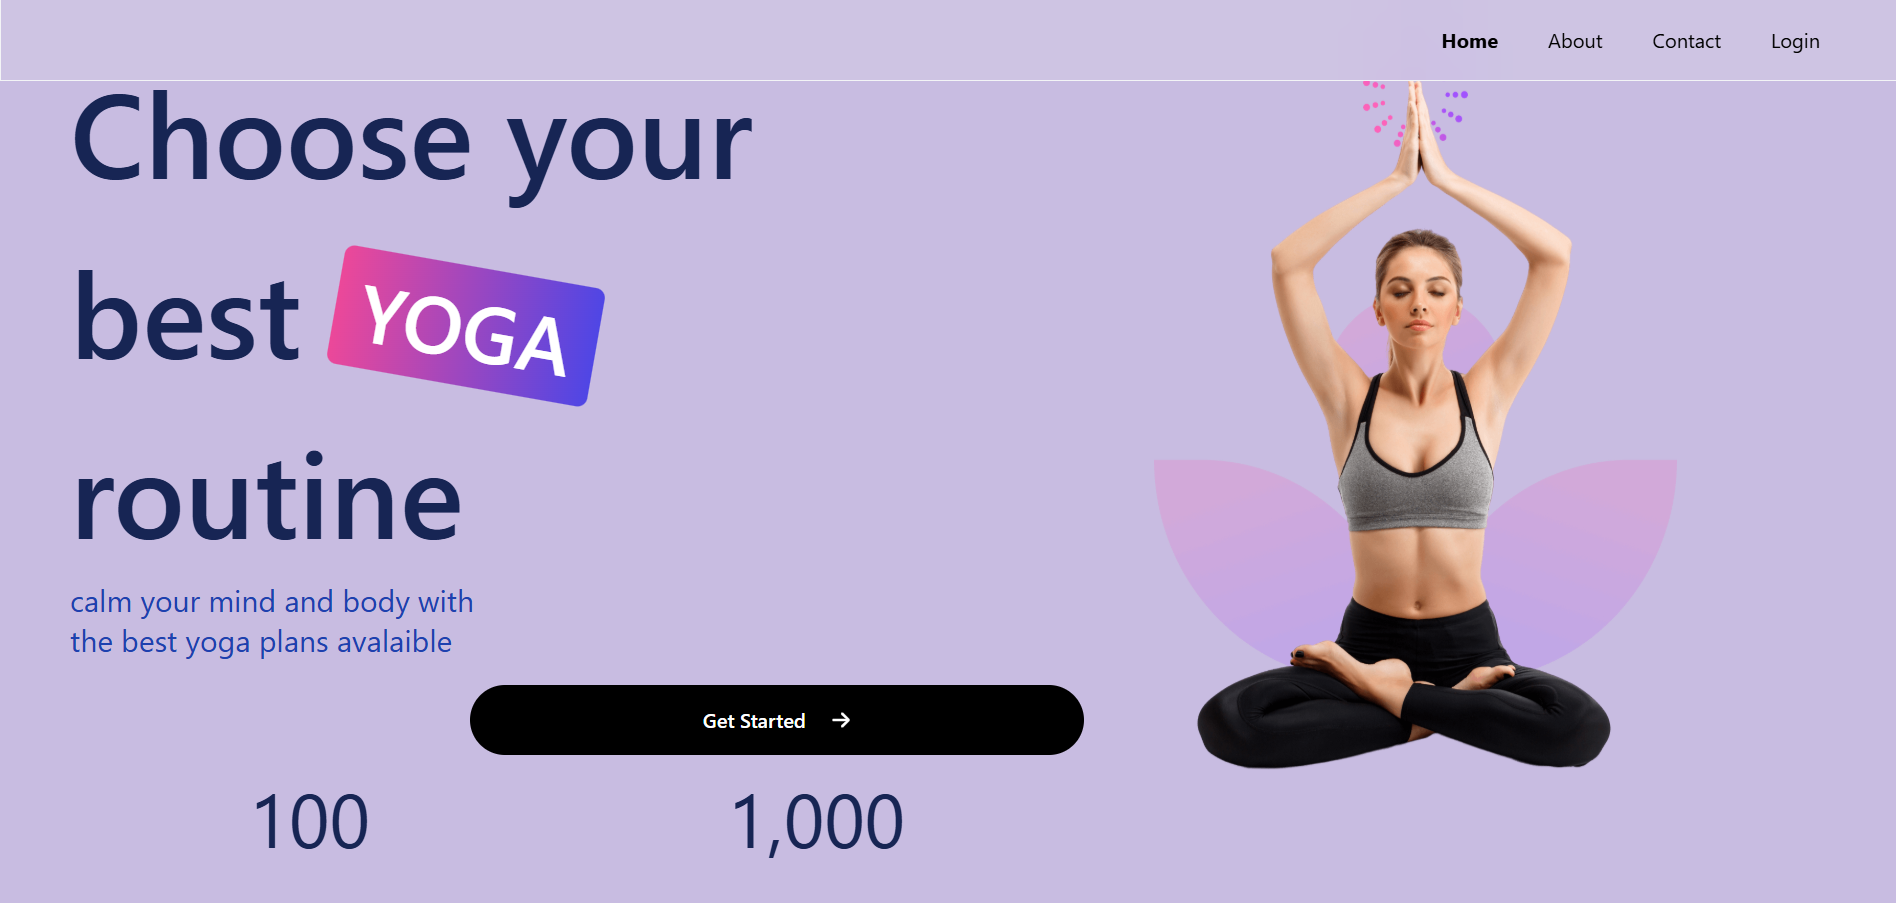 Home About Contact Login
Choose your
best YOGA
routine
calm your mind and body with
the best yoga plans avalaible
Get Started →
100 1,000